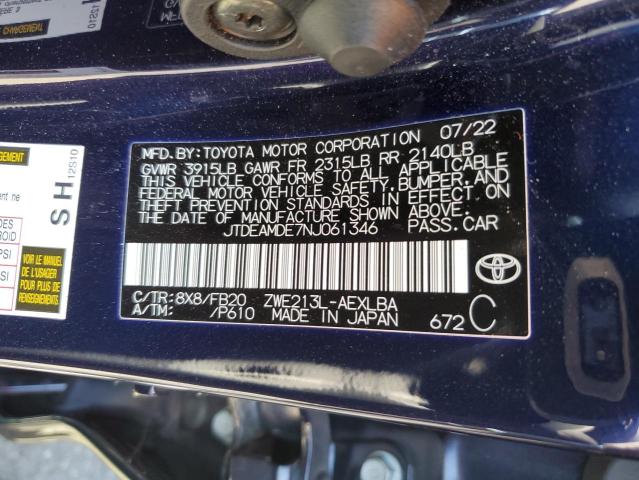 MFD. BY: TOYOTA MOTOR CORPORATION 07/22
GVWR 3915LB GAWR FR 2315LB RR 2140LB
THIS VEHICLE CONFORMS TO ALL APPLICABLE
FEDERAL MOTOR VEHICLE SAFETY, BUMPER, AND
THEFT PREVENTION STANDARDS IN EFFECT ON
THE DATE OF MANUFACTURE SHOWN ABOVE.
JTDEAMDE7NJ061346 PASS.CAR
C/TR: 8X8/FB20 ZWE213L-AEXLBA
A/TM: /P610 MADE IN JAPAN 672 C
SH 12S10
VOIR LE MANUEL
DE L'USAGER
POUR PLUS DE